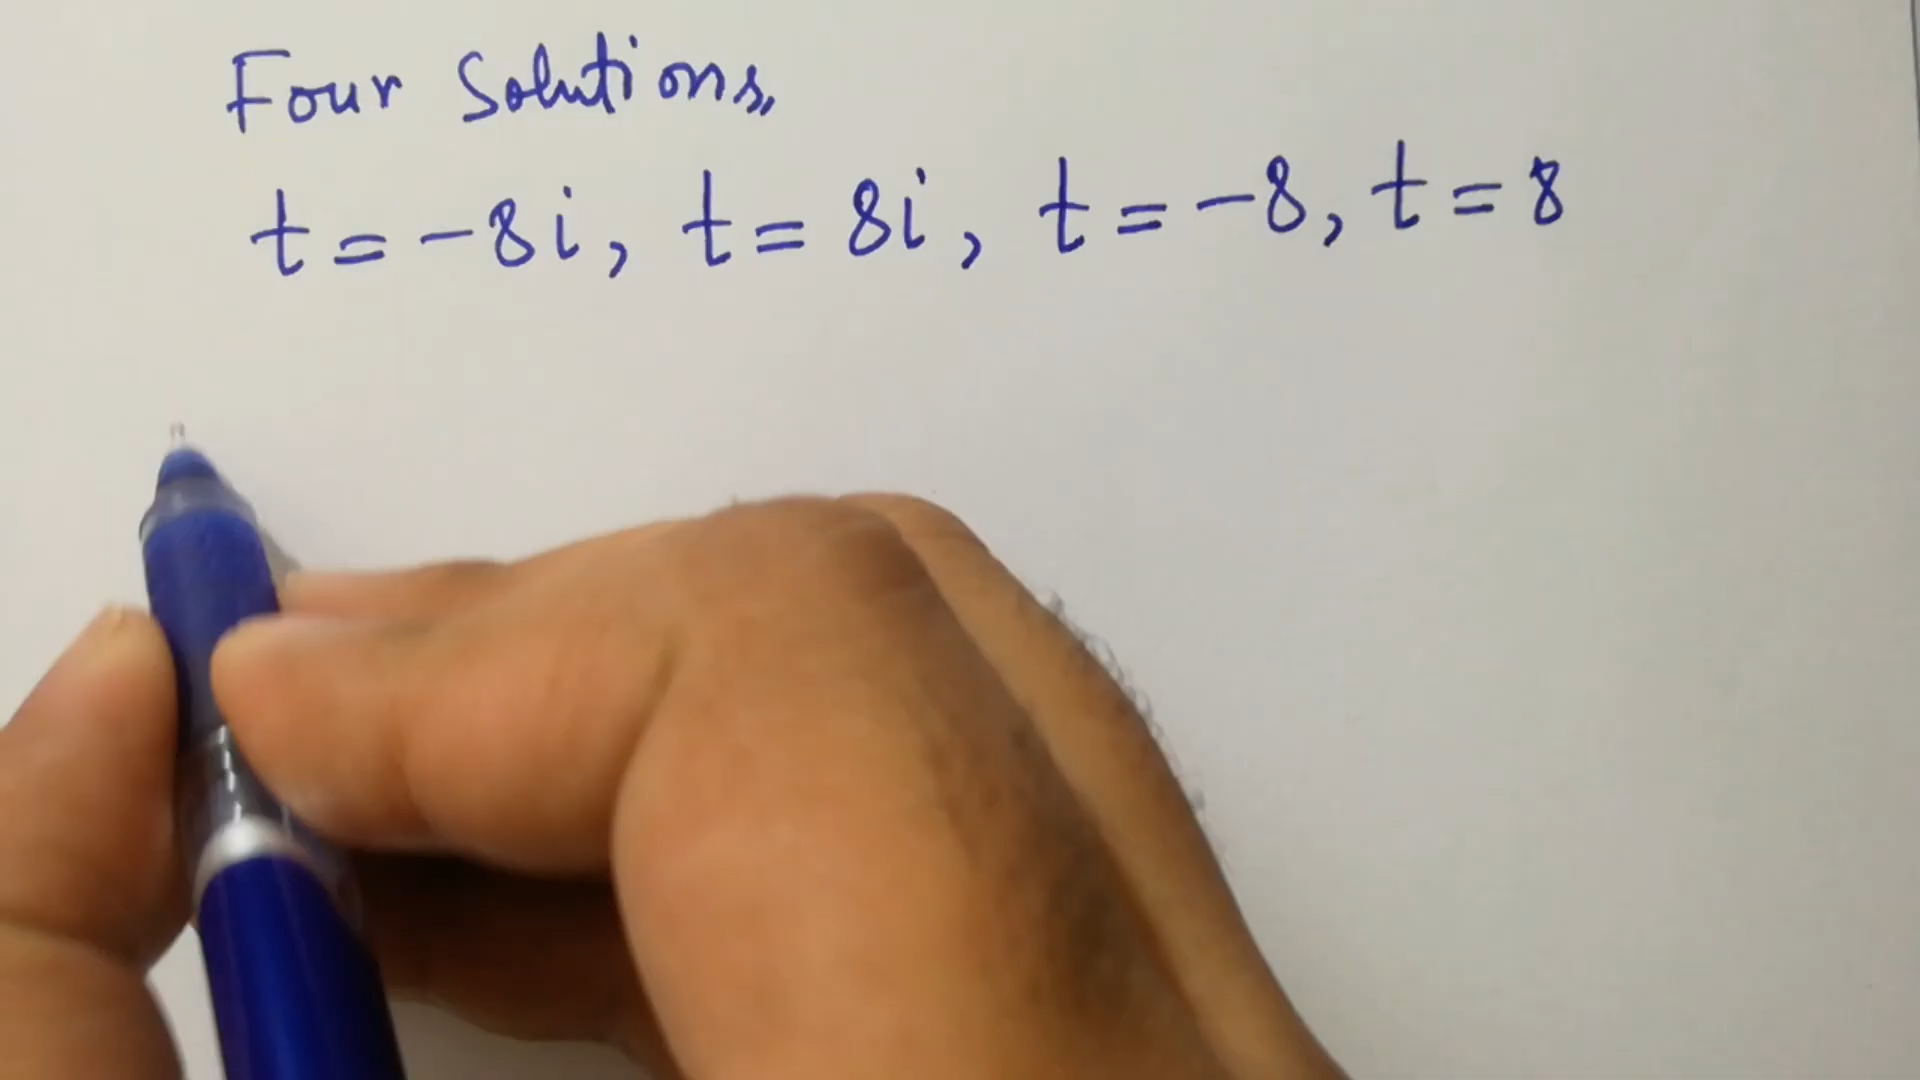 Four Solutions,
t = -8i, t = 8i, t = -8, t = 8